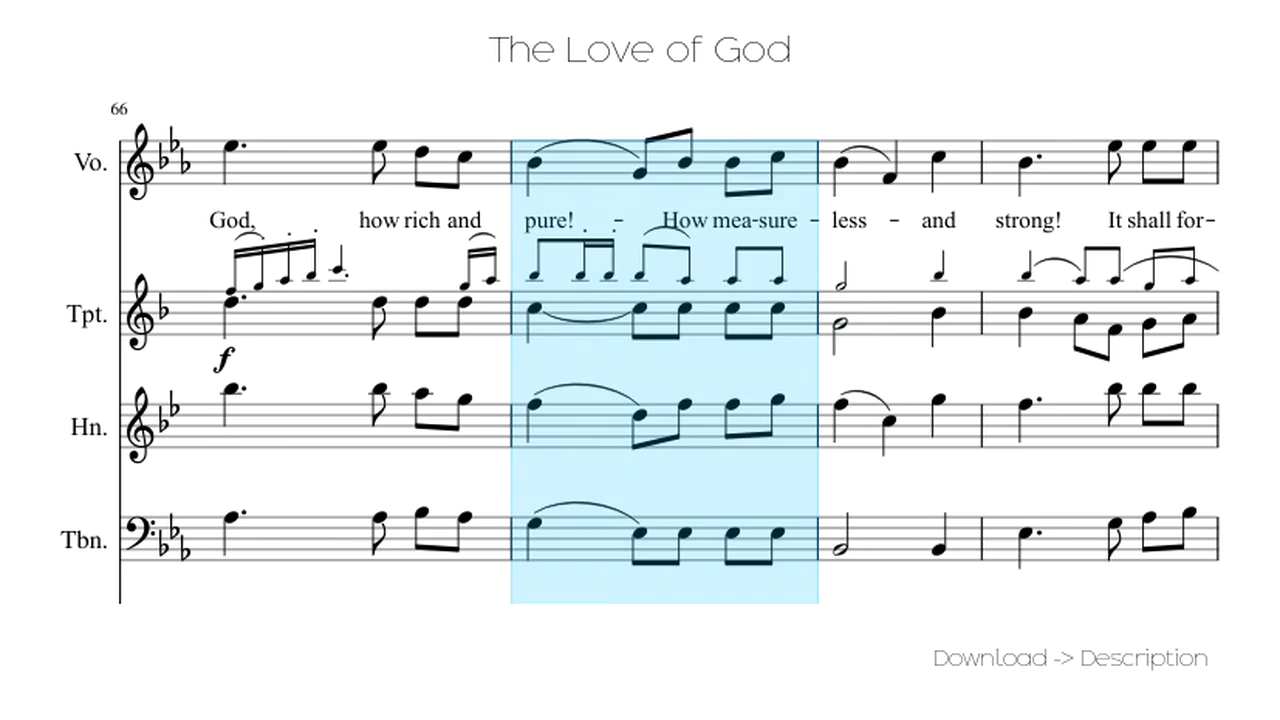 The Love of God
66
Vo.
God, how rich and pure! - How mea-sure - less - and strong! It shall for-
Tpt.
f
Hn.
Tbn.
Download -> Description